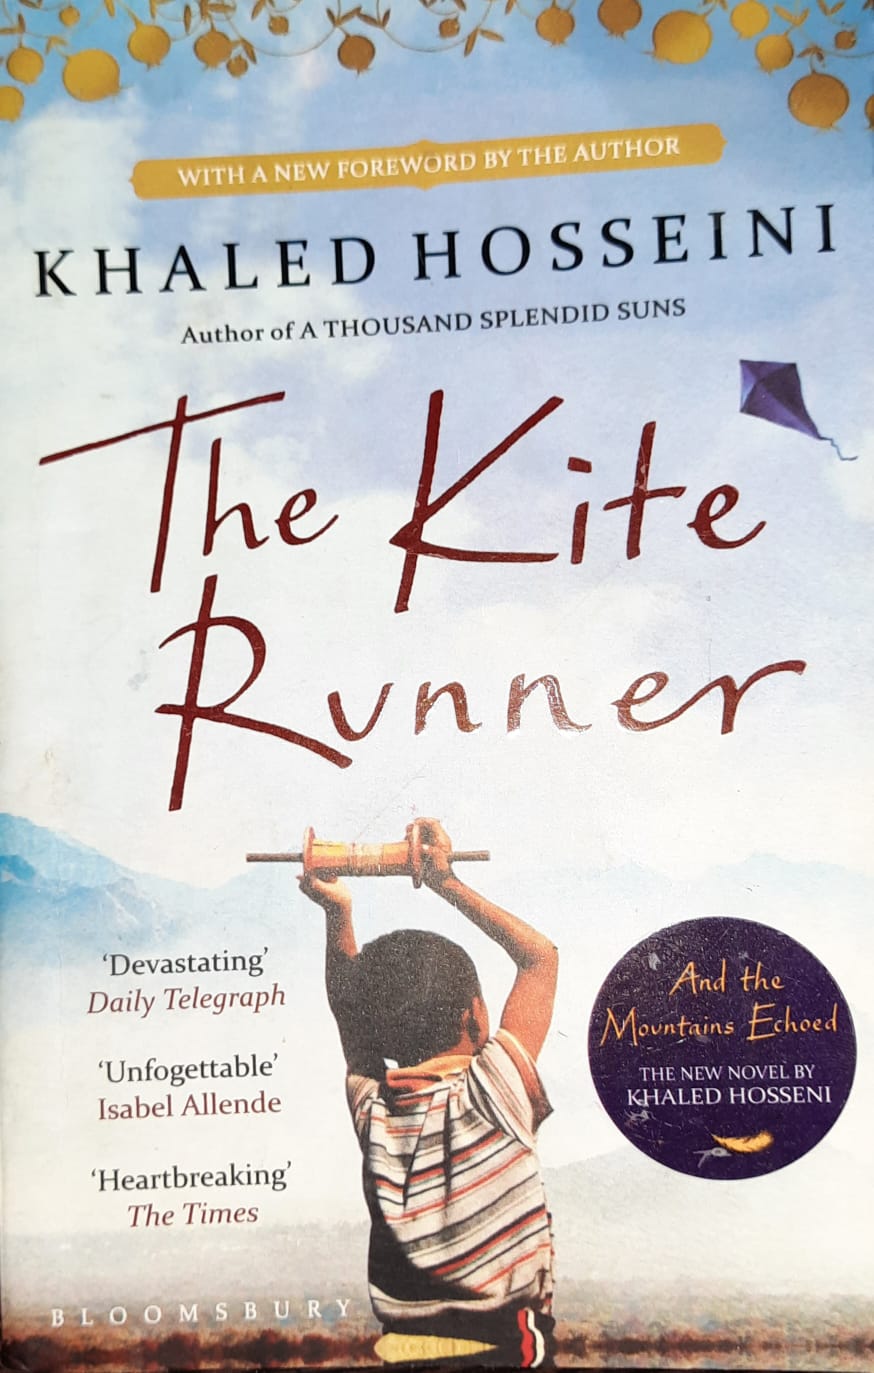 WITH A NEW FOREWORD BY THE AUTHOR
KHALED HOSSEINI
Author of A THOUSAND SPLENDID SUNS
The Kite
Runner
‘Devastating’
Daily Telegraph
‘Unfogettable’
Isabel Allende
‘Heartbreaking’
The Times
And the
Mountains Echoed
THE NEW NOVEL BY
KHALED HOSSENI
BLOOMSBURY